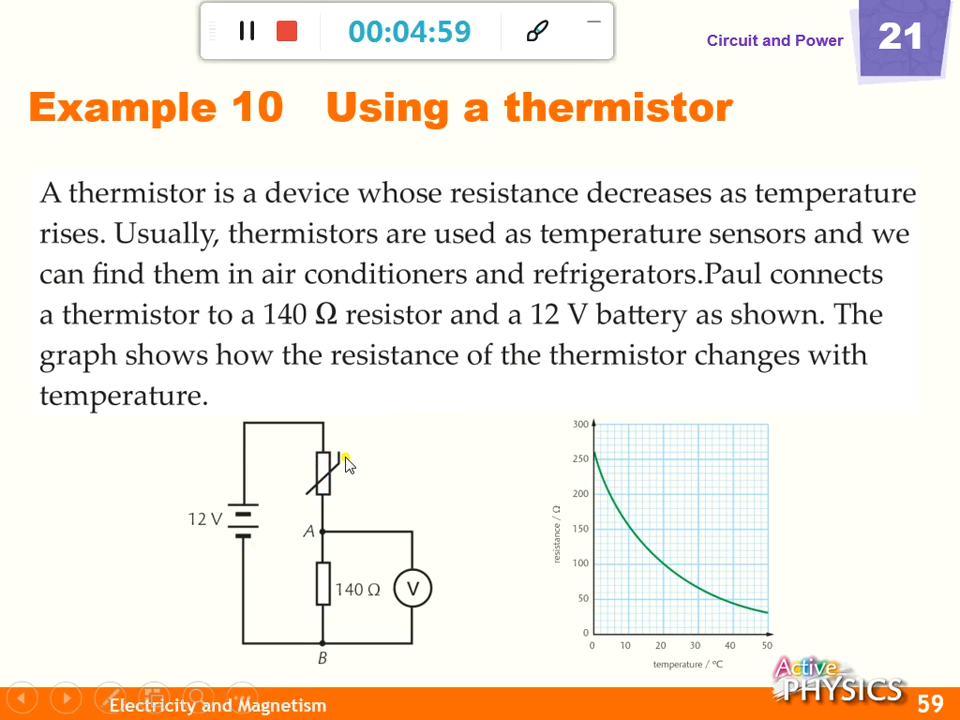 00:04:59
Circuit and Power
21
Example 10 Using a thermistor
A thermistor is a device whose resistance decreases as temperature
rises. Usually, thermistors are used as temperature sensors and we
can find them in air conditioners and refrigerators.Paul connects
a thermistor to a 140 Ω resistor and a 12 V battery as shown. The
graph shows how the resistance of the thermistor changes with
temperature.
12 V
A
140 Ω
V
B
300
250
200
150
100
50
0
resistance / Ω
0 10 20 30 40 50
temperature / °C
Active
PHYSICS
Electricity and Magnetism
59